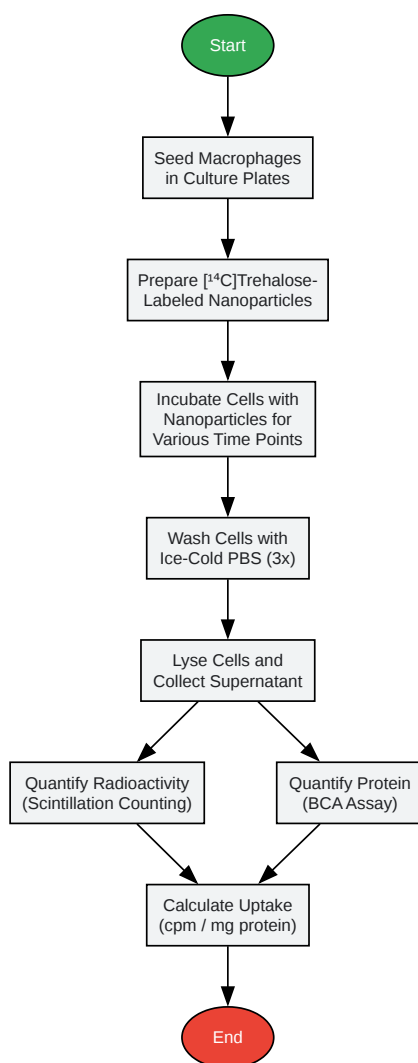 Start
Seed Macrophages
in Culture Plates
Prepare [¹⁴C]Trehalose-
Labeled Nanoparticles
Incubate Cells with
Nanoparticles for
Various Time Points
Wash Cells with
Ice-Cold PBS (3x)
Lyse Cells and
Collect Supernatant
Quantify Radioactivity
(Scintillation Counting)
Quantify Protein
(BCA Assay)
Calculate Uptake
(cpm / mg protein)
End